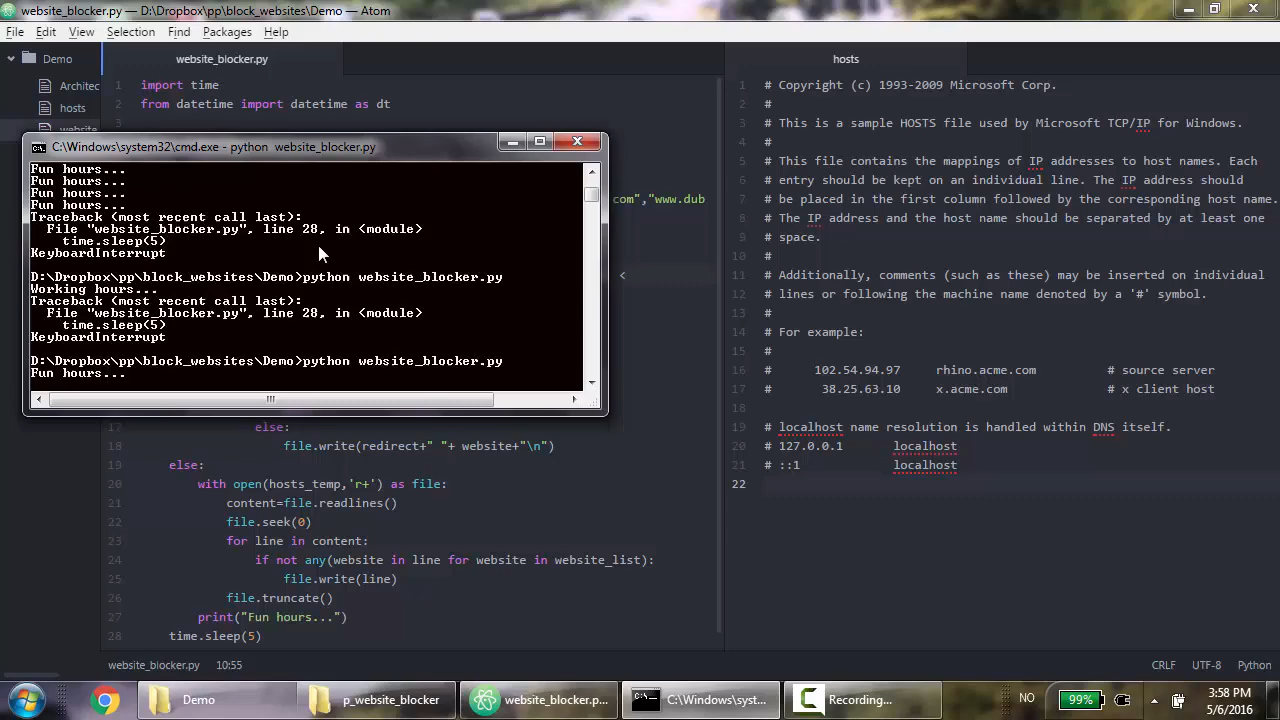 website_blocker.py — D:\Dropbox\pp\block_websites\Demo — Atom
File Edit View Selection Find Packages Help
Demo
Architec
hosts
website
website_blocker.py
1 import time
2 from datetime import datetime as dt
com","www.dub
<
C:\Windows\system32\cmd.exe - python website_blocker.py
Fun hours...
Fun hours...
Fun hours...
Fun hours...
Traceback (most recent call last):
File "website_blocker.py", line 28, in <module>
time.sleep(5)
KeyboardInterrupt
D:\Dropbox\pp\block_websites\Demo>python website_blocker.py
Working hours...
Traceback (most recent call last):
File "website_blocker.py", line 28, in <module>
time.sleep(5)
KeyboardInterrupt
D:\Dropbox\pp\block_websites\Demo>python website_blocker.py
Fun hours...
17 else:
18 file.write(redirect+" "+ website+"\n")
19 else:
20 with open(hosts_temp,'r+') as file:
21 content=file.readlines()
22 file.seek(0)
23 for line in content:
24 if not any(website in line for website in website_list):
25 file.write(line)
26 file.truncate()
27 print("Fun hours...")
28 time.sleep(5)
hosts
1 # Copyright (c) 1993-2009 Microsoft Corp.
2 #
3 # This is a sample HOSTS file used by Microsoft TCP/IP for Windows.
4 #
5 # This file contains the mappings of IP addresses to host names. Each
6 # entry should be kept on an individual line. The IP address should
7 # be placed in the first column followed by the corresponding host name.
8 # The IP address and the host name should be separated by at least one
9 # space.
10 #
11 # Additionally, comments (such as these) may be inserted on individual
12 # lines or following the machine name denoted by a '#' symbol.
13 #
14 # For example:
15 #
16 # 102.54.94.97 rhino.acme.com # source server
17 # 38.25.63.10 x.acme.com # x client host
18
19 # localhost name resolution is handled within DNS itself.
20 # 127.0.0.1 localhost
21 # ::1 localhost
22
website_blocker.py 10:55 CRLF UTF-8 Python
Demo p_website_blocker website_blocker.p... C:\Windows\syst... Recording... NO 99% 3:58 PM
5/6/2016